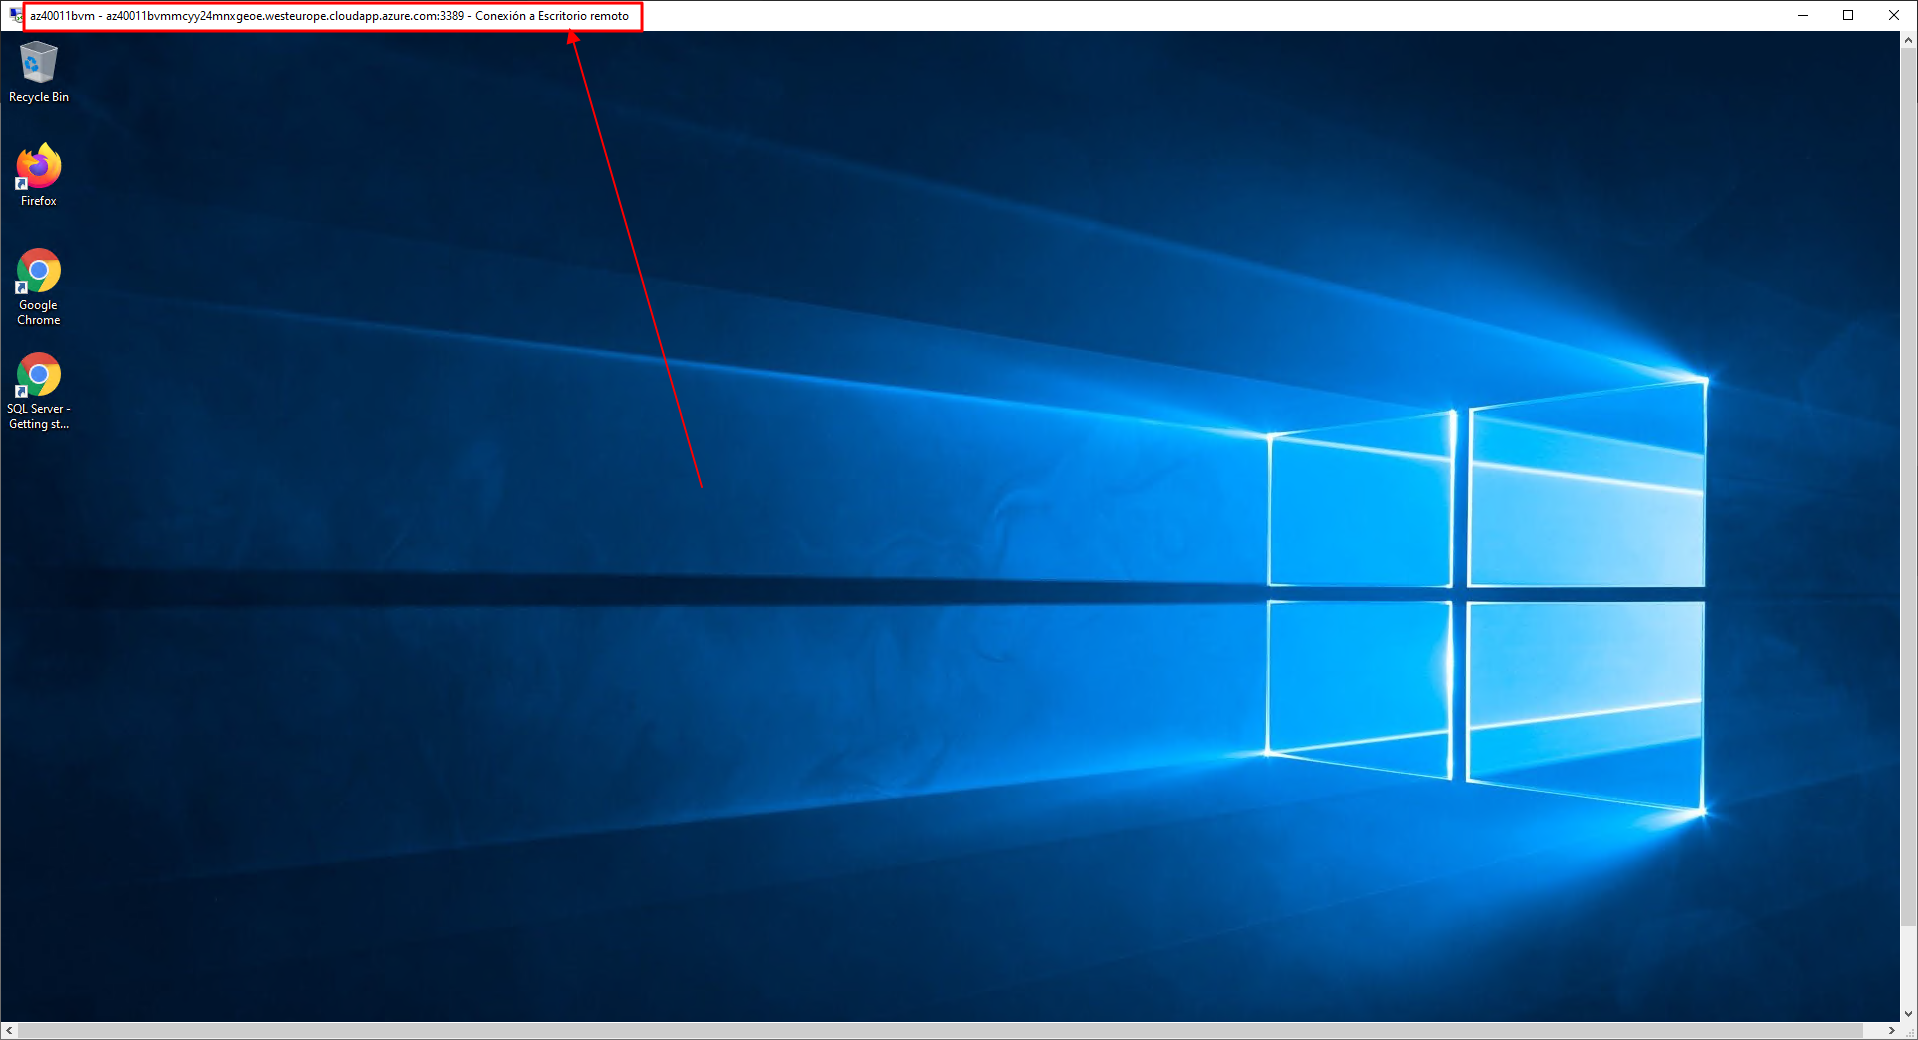 az40011bvm - az40011bvmmcyy24mnxgeoe.westeurope.cloudapp.azure.com:3389 - Conexión a Escritorio remoto
Recycle Bin
Firefox
Google
Chrome
SQL Server -
Getting st...